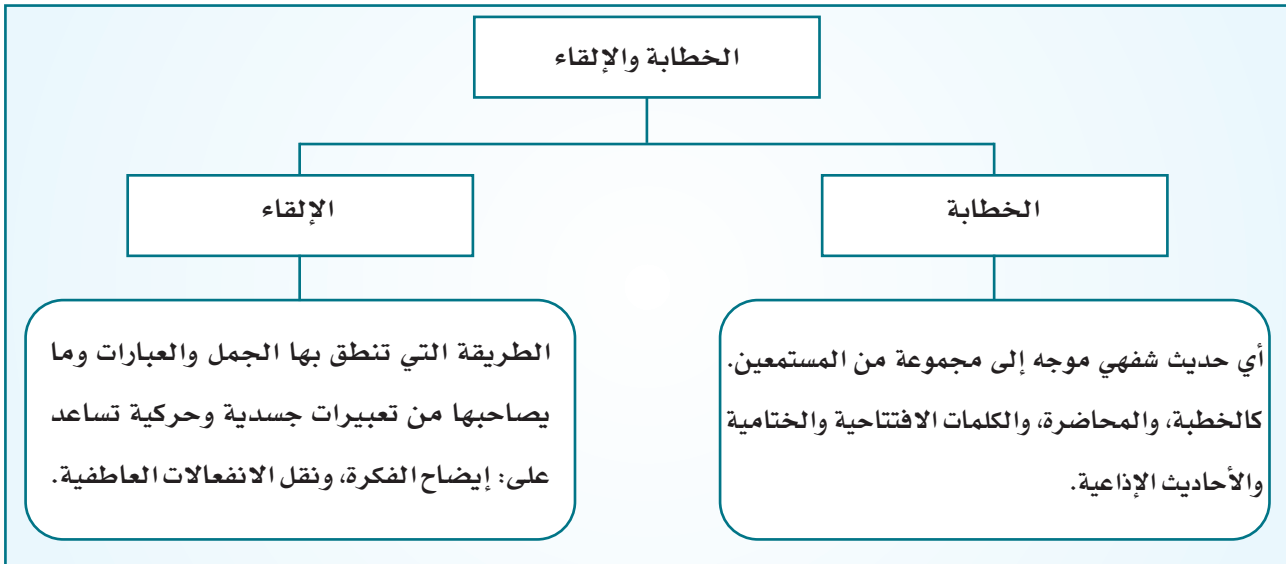 الخطابة والإلقاء
الخطابة
أي حديث شفهي موجه إلى مجموعة من المستمعين.
كالخطبة، والمحاضرة، والكلمات الافتتاحية والختامية
والأحاديث الإذاعية.
الإلقاء
الطريقة التي تنطق بها الجمل والعبارات وما
يصاحبها من تعبيرات جسدية وحركية تساعد
على: إيضاح الفكرة، ونقل الانفعالات العاطفية.